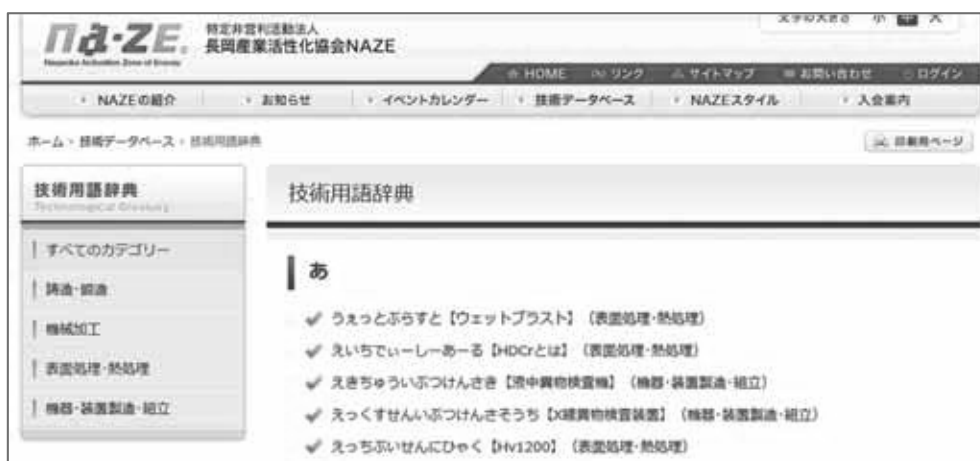 na·ZE.
Nagaoka Activation Zone of Energy
特定非営利活動法人
長岡産業活性化協会NAZE
文字の大きさ 小 中 大
HOME リンク サイトマップ お問い合わせ ログイン
NAZEの紹介 お知らせ イベントカレンダー 技術データベース NAZEスタイル 入会案内
ホーム › 技術データベース › 技術用語辞典
印刷用ページ
技術用語辞典
Technological Glossary
すべてのカテゴリー
鋳造・鍛造
機械加工
表面処理・熱処理
機器・装置製造・組立
技術用語辞典
あ
うぇっとぶらすと【ウェットブラスト】（表面処理・熱処理）
えいちでぃーしーあーる【HDCrとは】（表面処理・熱処理）
えきちゅういぶつけんさき【液中異物検査機】（機器・装置製造・組立）
えっくすせんいぶつけんさそうち【X線異物検査装置】（機器・装置製造・組立）
えっちぶいせんにひゃく【Hv1200】（表面処理・熱処理）